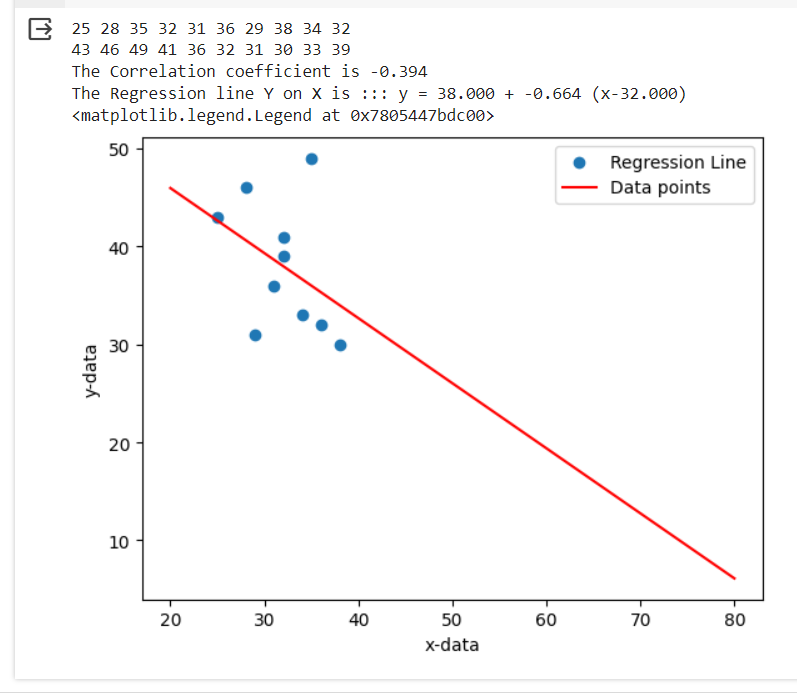 25 28 35 32 31 36 29 38 34 32
43 46 49 41 36 32 31 30 33 39
The Correlation coefficient is -0.394
The Regression line Y on X is ::: y = 38.000 + -0.664 (x-32.000)
<matplotlib.legend.Legend at 0x7805447bdc00>
50
40
30
20
10
y-data
Regression Line
Data points
20 30 40 50 60 70 80
x-data